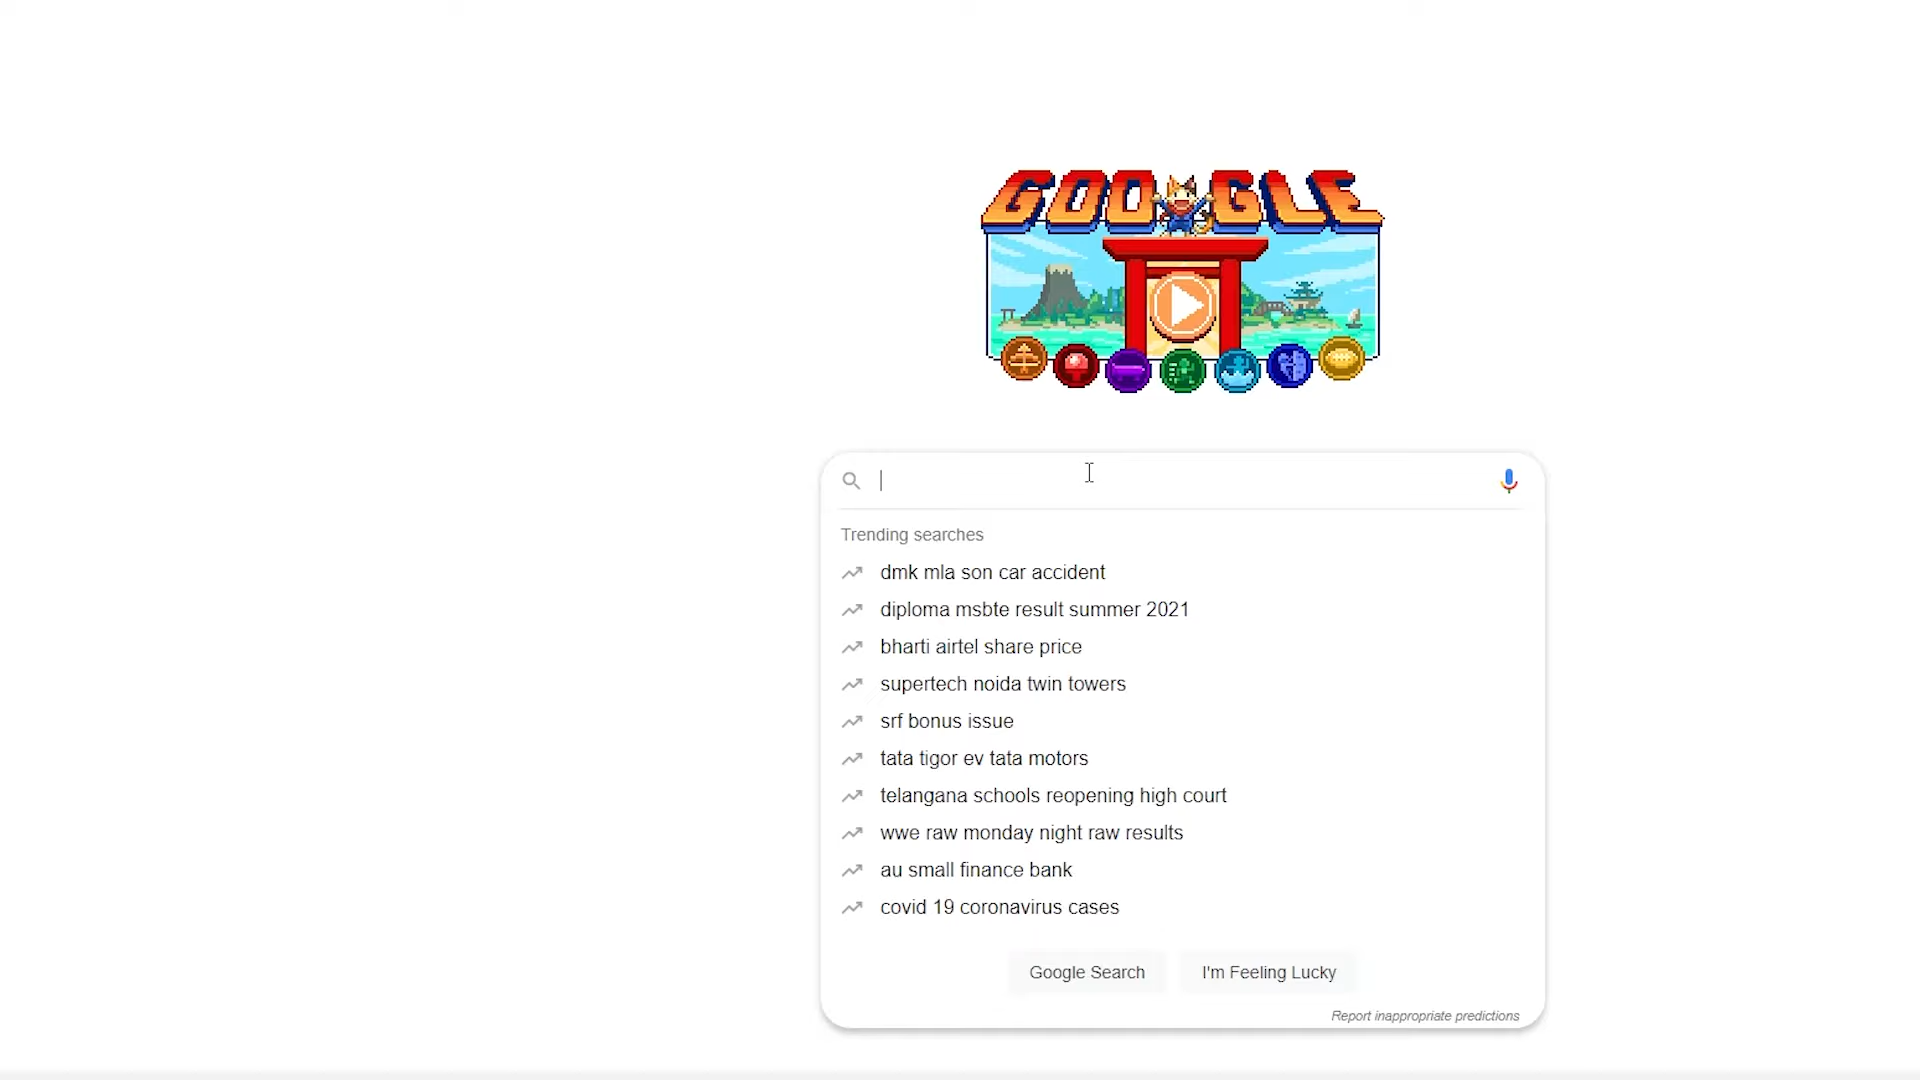 GOOGLE
Trending searches
dmk mla son car accident
diploma msbte result summer 2021
bharti airtel share price
supertech noida twin towers
srf bonus issue
tata tigor ev tata motors
telangana schools reopening high court
wwe raw monday night raw results
au small finance bank
covid 19 coronavirus cases
Google Search I'm Feeling Lucky
Report inappropriate predictions